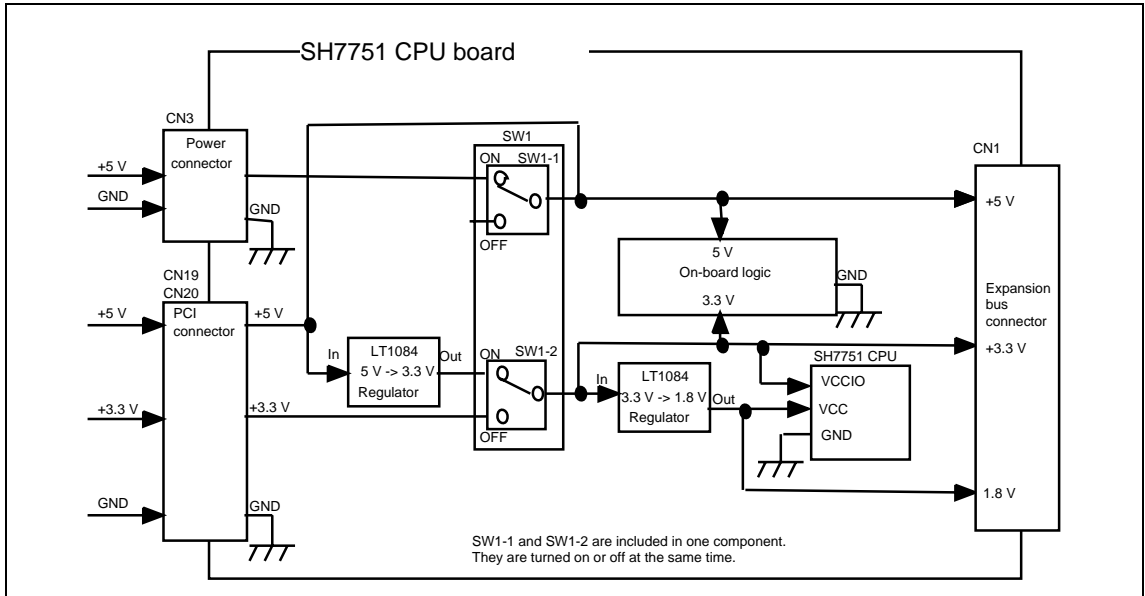 SH7751 CPU board
CN3
Power
connector
+5 V
GND
GND
CN19
CN20
PCI
connector
+5 V
+5 V
+3.3 V
+3.3 V
GND
GND
In
LT1084
5 V -> 3.3 V
Regulator
Out
SW1
ON
SW1-1
OFF
ON
SW1-2
OFF
5 V
On-board logic
3.3 V
GND
In
LT1084
3.3 V -> 1.8 V
Regulator
Out
SH7751 CPU
VCCIO
VCC
GND
CN1
+5 V
Expansion
bus
connector
+3.3 V
1.8 V
SW1-1 and SW1-2 are included in one component.
They are turned on or off at the same time.